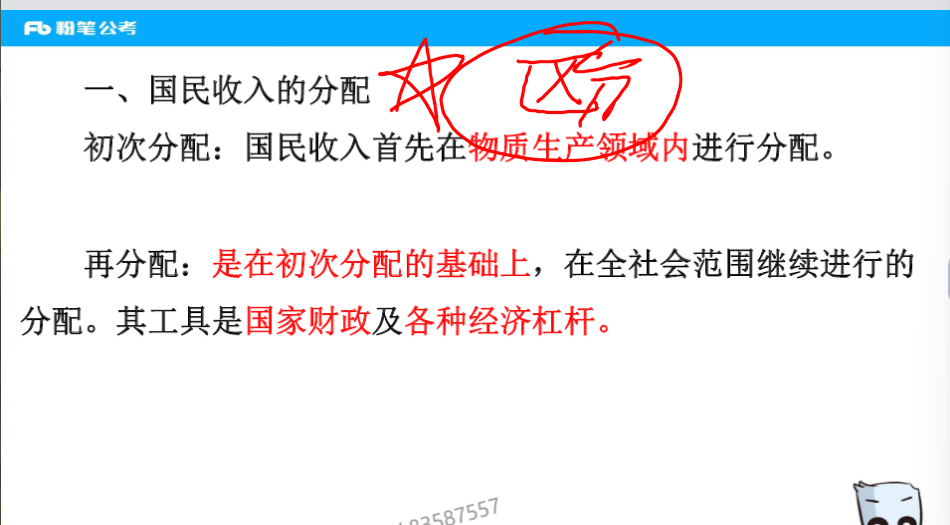 粉笔公考
一、国民收入的分配
区分
初次分配：国民收入首先在物质生产领域内进行分配。
再分配：是在初次分配的基础上，在全社会范围继续进行的
分配。其工具是国家财政及各种经济杠杆。
83587557